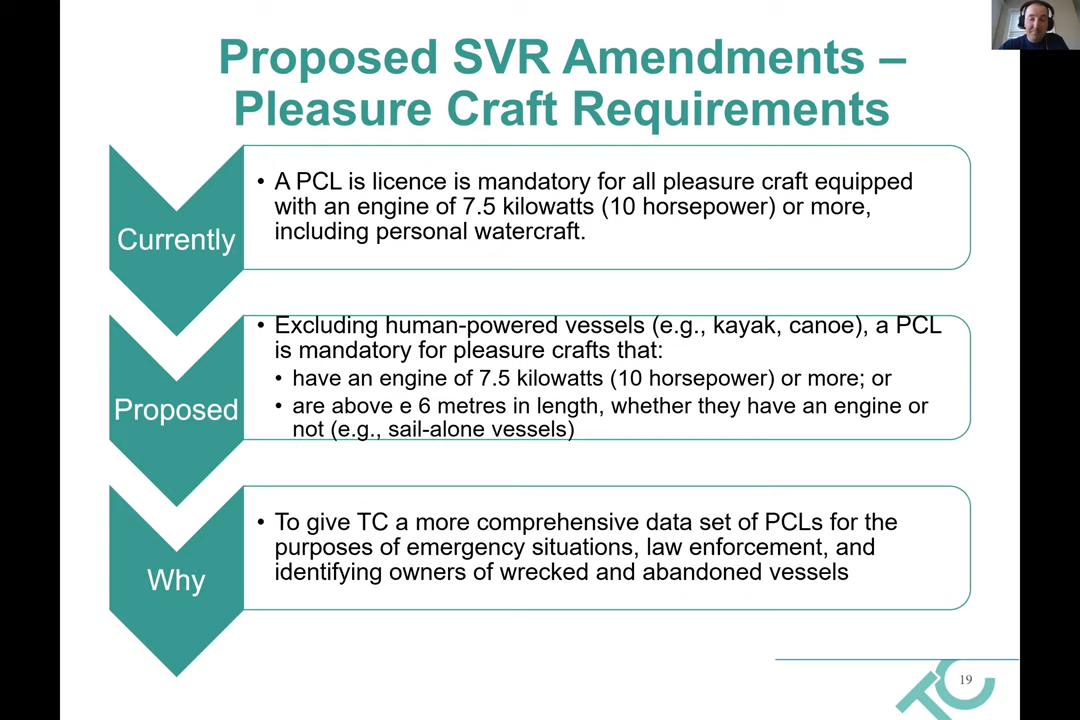 Proposed SVR Amendments –
Pleasure Craft Requirements
Currently
• A PCL is licence is mandatory for all pleasure craft equipped
with an engine of 7.5 kilowatts (10 horsepower) or more,
including personal watercraft.
Proposed
• Excluding human-powered vessels (e.g., kayak, canoe), a PCL
is mandatory for pleasure crafts that:
• have an engine of 7.5 kilowatts (10 horsepower) or more; or
• are above e 6 metres in length, whether they have an engine or
not (e.g., sail-alone vessels)
Why
• To give TC a more comprehensive data set of PCLs for the
purposes of emergency situations, law enforcement, and
identifying owners of wrecked and abandoned vessels
TC
19